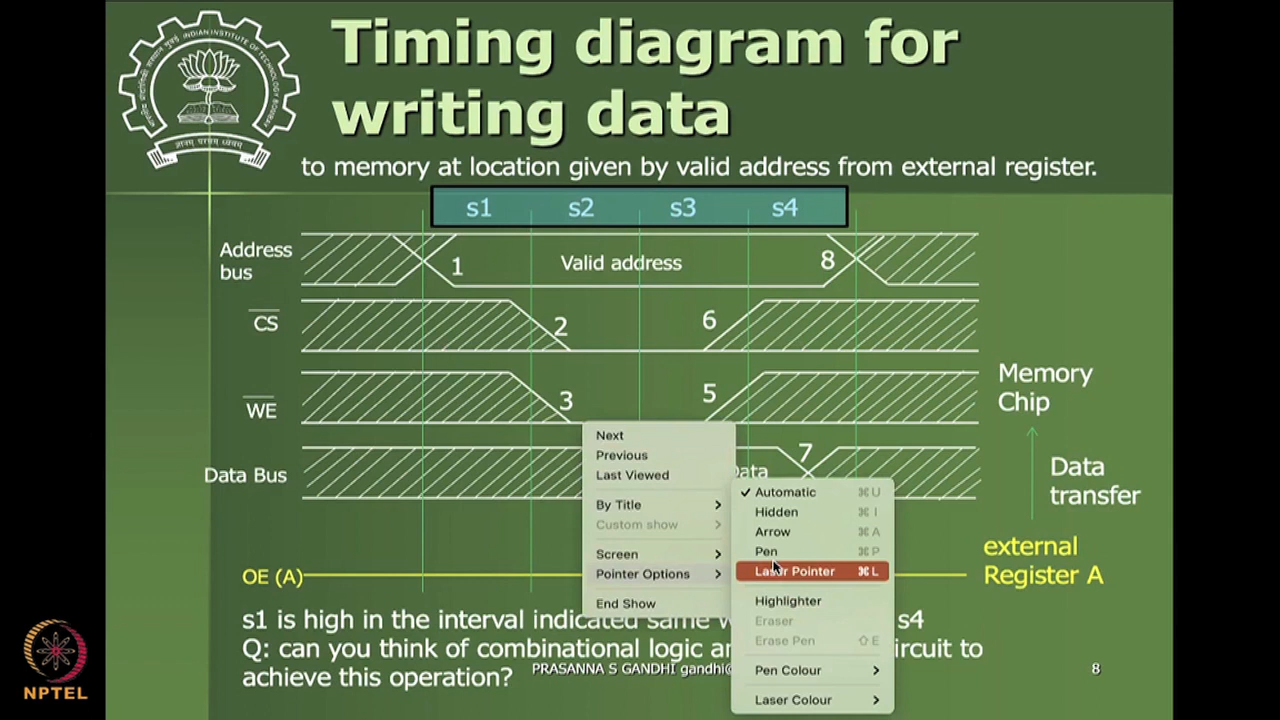 Timing diagram for
writing data
to memory at location given by valid address from external register.
s1 s2 s3 s4
Address
bus
1 Valid address 8
CS 2 6
WE 3 5
Memory
Chip
Data Bus
Data 7
Data
transfer
external
Register A
OE (A)
Next
Previous
Last Viewed
By Title
Custom show
Screen
Pointer Options
End Show
Automatic ⌘U
Hidden ⌘I
Arrow ⌘A
Pen ⌘P
Laser Pointer ⌘L
Highlighter
Eraser
Erase Pen ⇧E
Pen Colour
Laser Colour
s1 is high in the interval indicated same s4
Q: can you think of combinational logic circuit to
achieve this operation?
PRASANNA S GANDHI
8
NPTEL